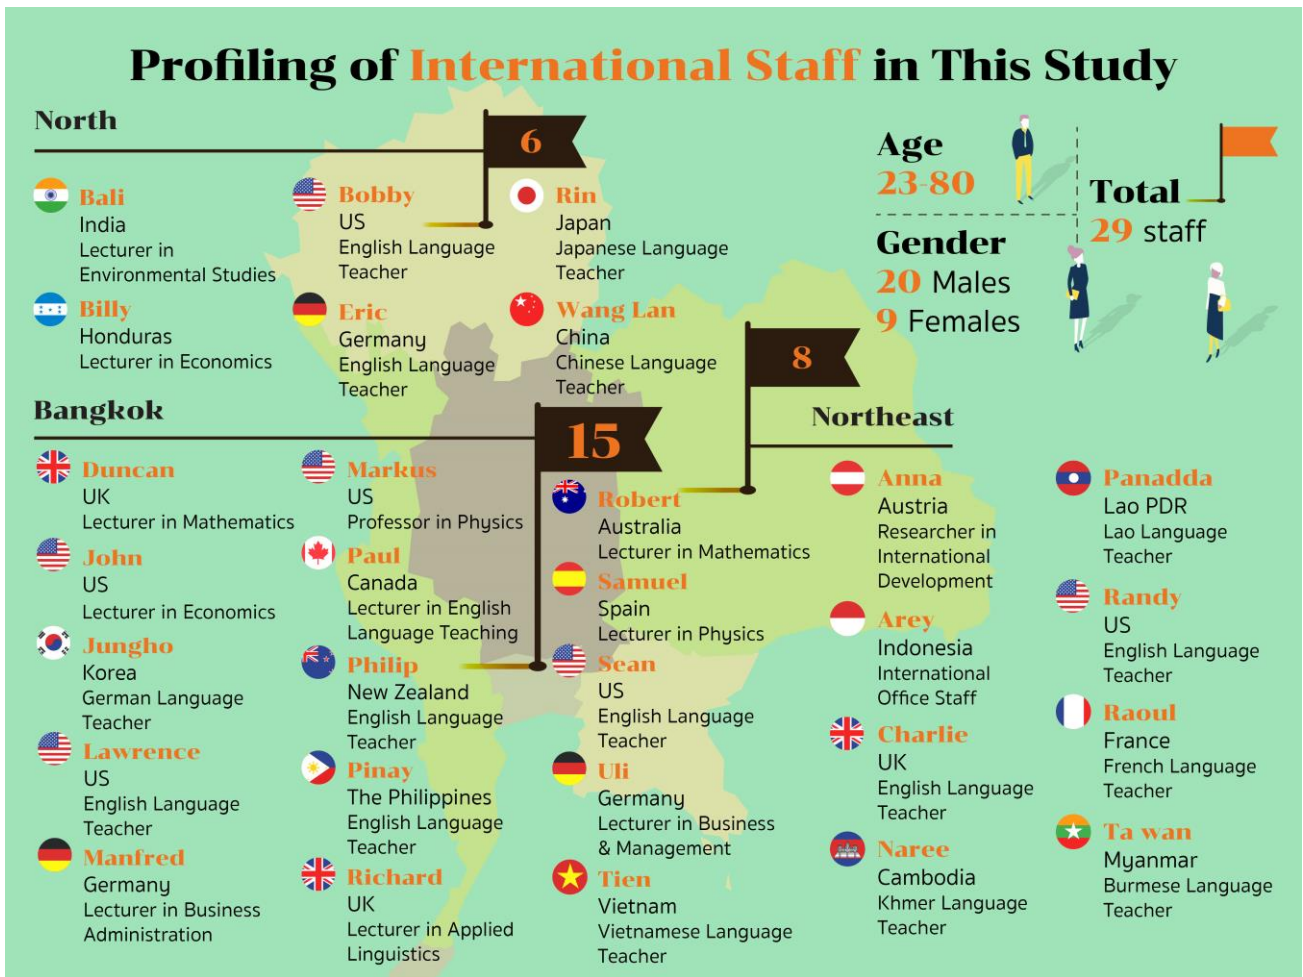 Profiling of International Staff in This Study
North
6
Bali
India
Lecturer in
Environmental Studies
Billy
Honduras
Lecturer in Economics
Bobby
US
English Language
Teacher
Eric
Germany
English Language
Teacher
Rin
Japan
Japanese Language
Teacher
Wang Lan
China
Chinese Language
Teacher
Age
23-80
Gender
20 Males
9 Females
Total
29 staff
Bangkok
15
Duncan
UK
Lecturer in Mathematics
John
US
Lecturer in Economics
Jungho
Korea
German Language
Teacher
Lawrence
US
English Language
Teacher
Manfred
Germany
Lecturer in Business
Administration
Markus
US
Professor in Physics
Paul
Canada
Lecturer in English
Language Teaching
Philip
New Zealand
English Language
Teacher
Pinay
The Philippines
English Language
Teacher
Richard
UK
Lecturer in Applied
Linguistics
Robert
Australia
Lecturer in Mathematics
Samuel
Spain
Lecturer in Physics
Sean
US
English Language
Teacher
Uli
Germany
Lecturer in Business
& Management
Tien
Vietnam
Vietnamese Language
Teacher
8
Northeast
Anna
Austria
Researcher in
International
Development
Arey
Indonesia
International
Office Staff
Charlie
UK
English Language
Teacher
Naree
Cambodia
Khmer Language
Teacher
Panadda
Lao PDR
Lao Language
Teacher
Randy
US
English Language
Teacher
Raoul
France
French Language
Teacher
Ta wan
Myanmar
Burmese Language
Teacher